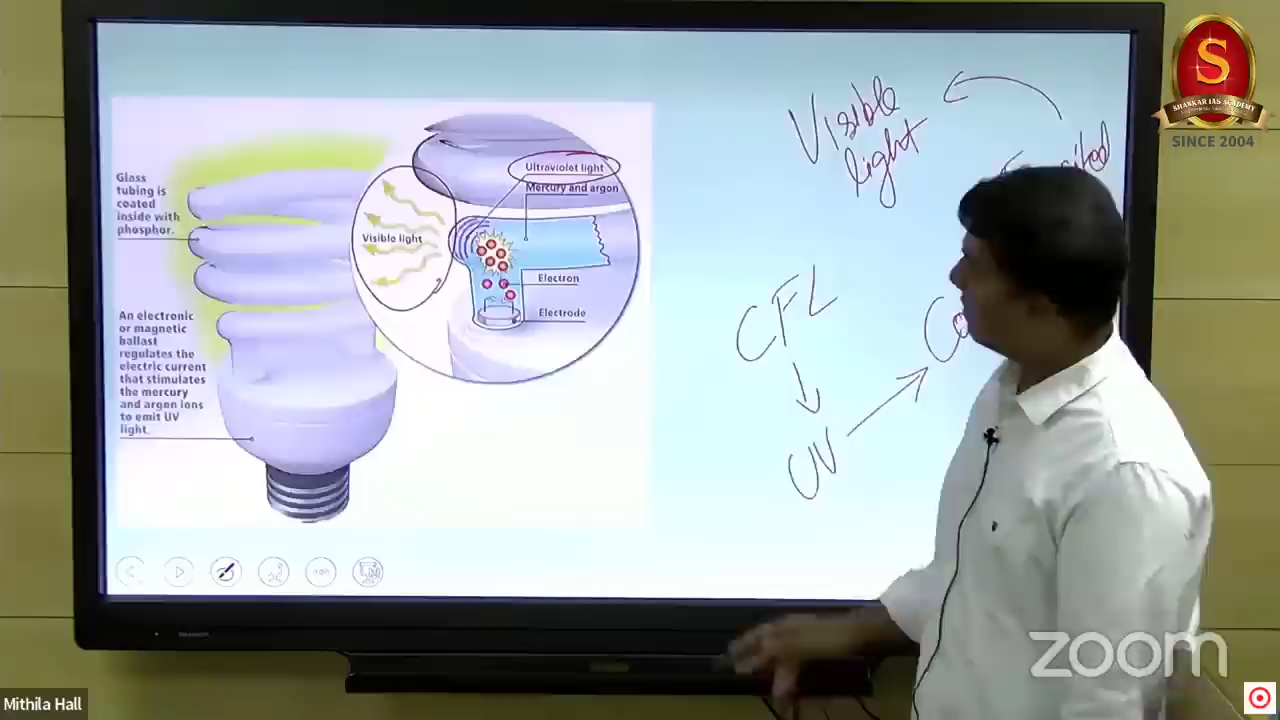 Glass
tubing is
coated
inside with
phosphor.
An electronic
or magnetic
ballast
regulates the
electric current
that stimulates
the mercury
and argon ions
to emit UV
light.
Visible light
Ultraviolet light
Mercury and argon
Electron
Electrode
Visible
light
CFL
UV
S
SHANKAR IAS ACADEMY
SINCE 2004
zoom
Mithila Hall